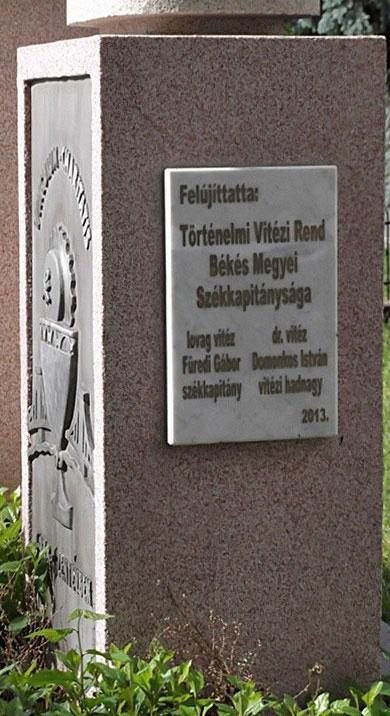 Felújíttatta:
Történelmi Vitézi Rend
Békés Megyei
Székkapitánysága
lovag vitéz
Füredi Gábor
székkapitány
dr. vitéz
Domonkos István
vitézi hadnagy
2013.